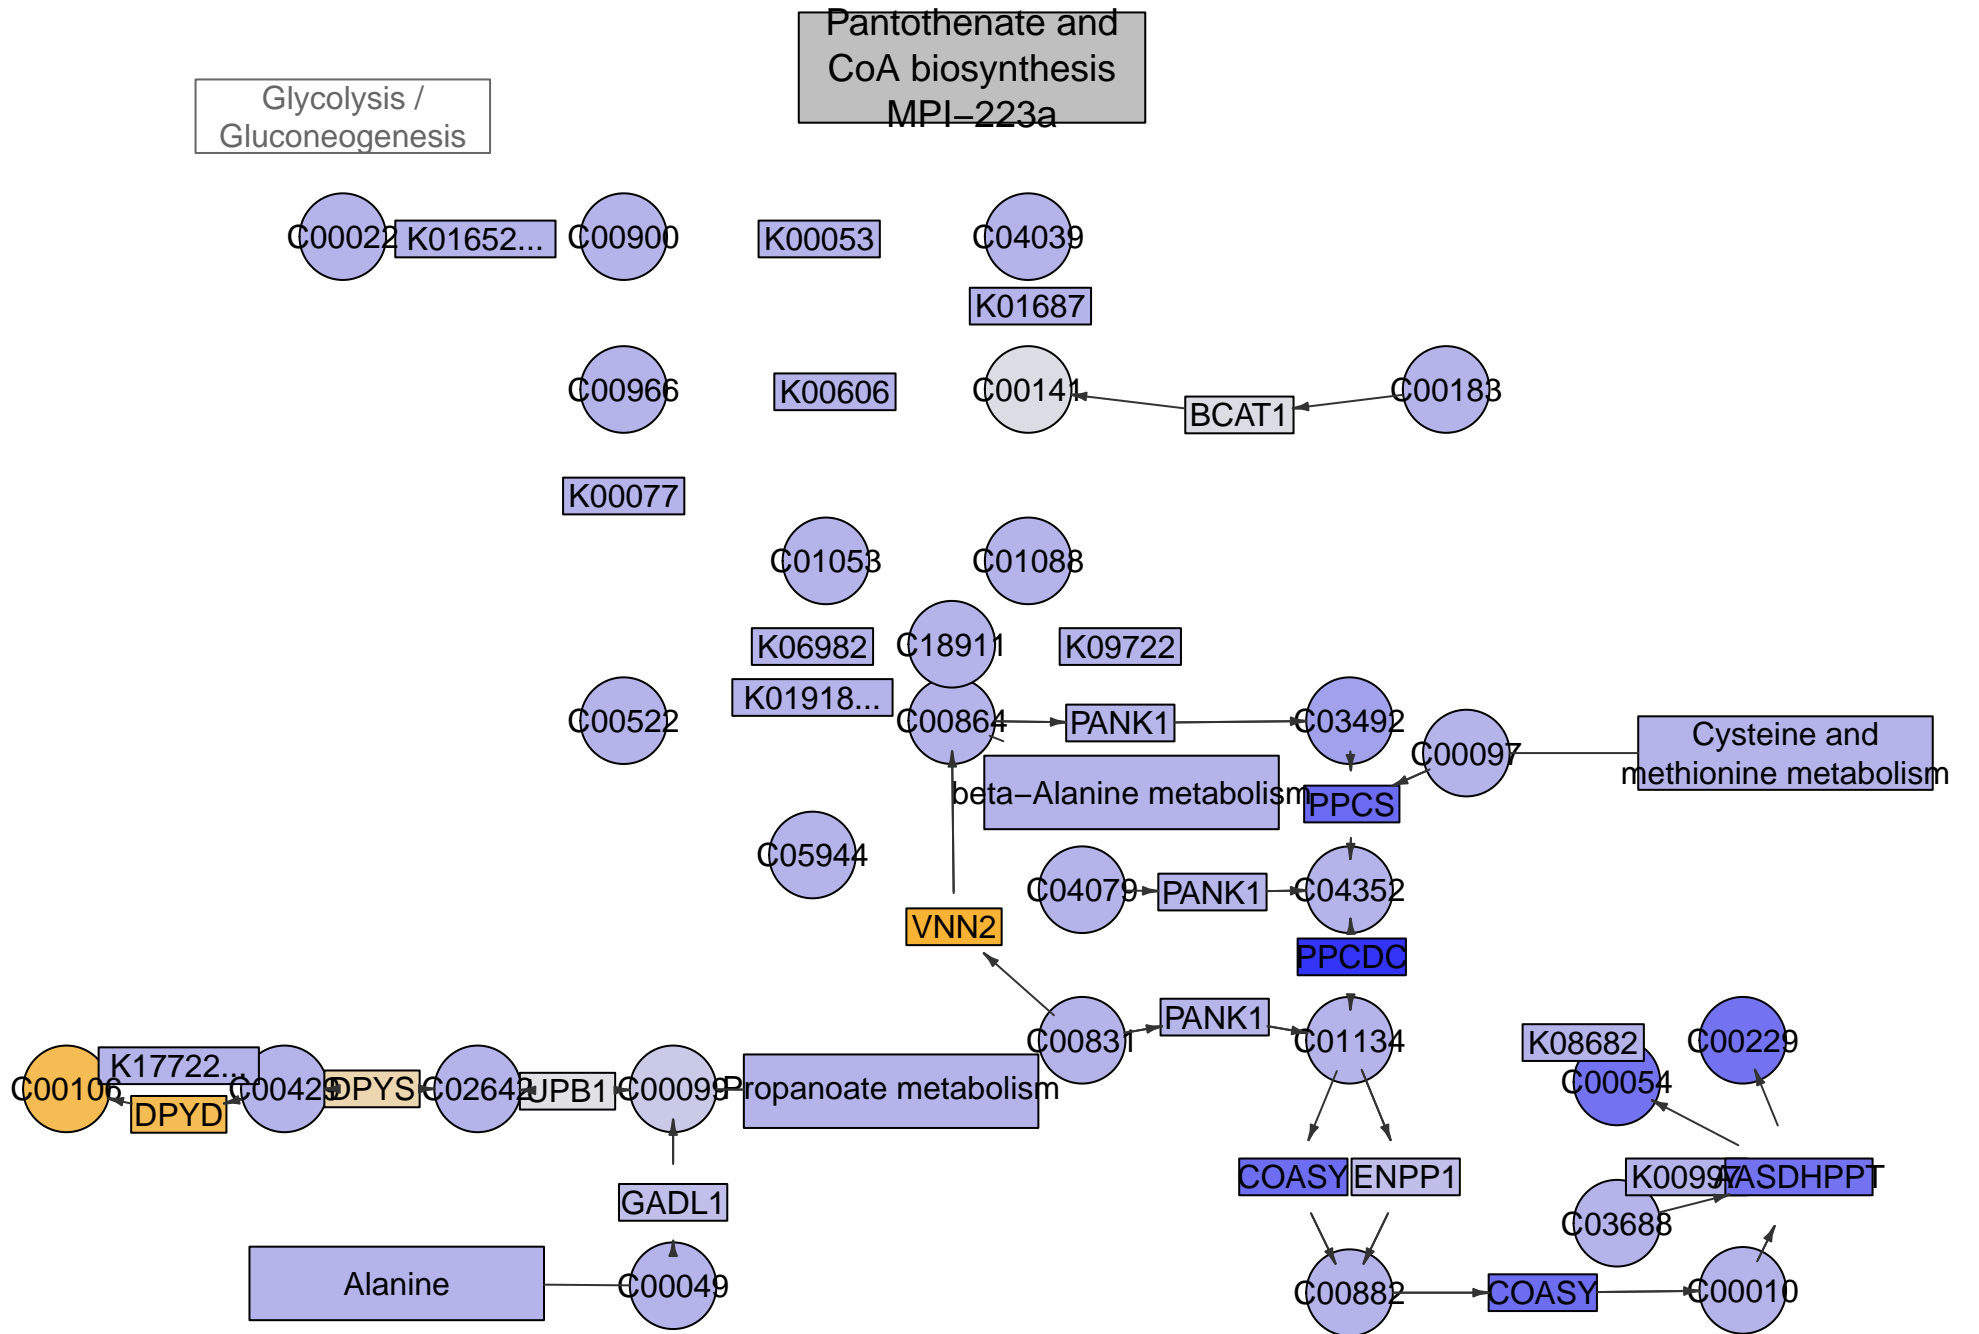 Pantothenate and
CoA biosynthesis
MPI−223a
Glycolysis /
Gluconeogenesis
C00022
K01652...
C00900
K00053
C04039
K01687
C00966
K00606
C00141
BCAT1
C00183
K00077
C01053
C01088
K06982
C18911
K09722
K01918...
C00522
C00864
PANK1
C03492
C00097
Cysteine and
methionine metabolism
beta−Alanine metabolism
PPCS
C05944
C04079
PANK1
C04352
VNN2
PPCDC
C00831
PANK1
C01134
K08682
C00229
C00054
K17722...
C00106
DPYD
C00429
DPYS
C02642
UPB1
C00099
Propanoate metabolism
COASY
ENPP1
K00997
AASDHPPT
GADL1
C03688
Alanine
C00049
C00882
COASY
C00010